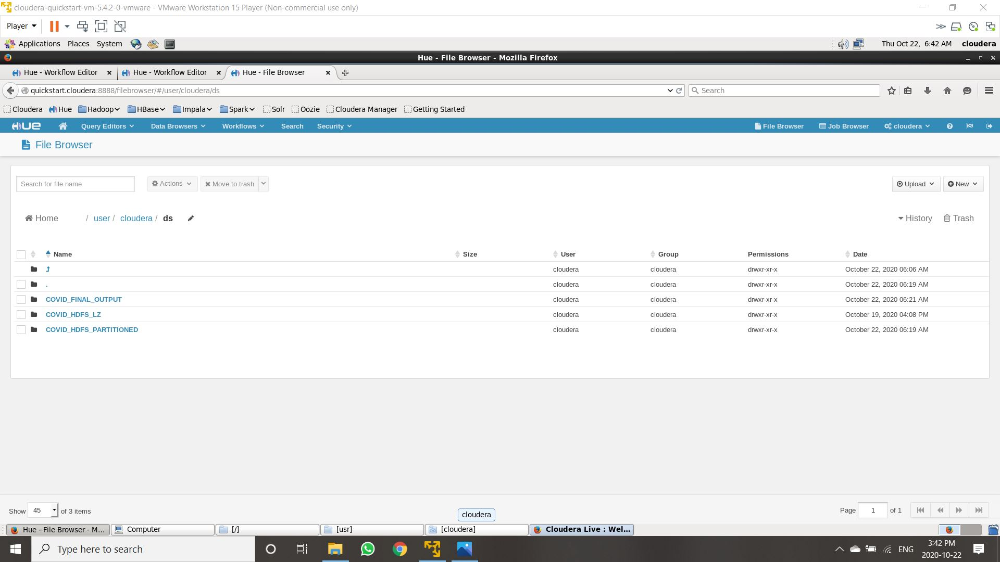 cloudera-quickstart-vm-5.4.2-0-vmware - VMware Workstation 15 Player (Non-commercial use only)
Player
Applications Places System Thu Oct 22, 6:42 AM cloudera
Hue - File Browser - Mozilla Firefox
Hue - Workflow Editor Hue - Workflow Editor Hue - File Browser
quickstart.cloudera:8888/filebrowser/#/user/cloudera/ds Search
Cloudera Hue Hadoop HBase Impala Spark Solr Oozie Cloudera Manager Getting Started
HUE Query Editors Data Browsers Workflows Search Security File Browser Job Browser cloudera
File Browser
Search for file name Actions Move to trash Upload New
Home / user / cloudera / ds History Trash
Name Size User Group Permissions Date
cloudera cloudera drwxr-xr-x October 22, 2020 06:06 AM
. cloudera cloudera drwxr-xr-x October 22, 2020 06:19 AM
COVID_FINAL_OUTPUT cloudera cloudera drwxr-xr-x October 22, 2020 06:21 AM
COVID_HDFS_LZ cloudera cloudera drwxr-xr-x October 19, 2020 04:08 PM
COVID_HDFS_PARTITIONED cloudera cloudera drwxr-xr-x October 22, 2020 06:19 AM
Show 45 of 3 items Page 1 of 1
cloudera
Hue - File Browser - M... Computer [/] [usr] [cloudera] Cloudera Live : Wel...
Type here to search ENG 3:42 PM
2020-10-22